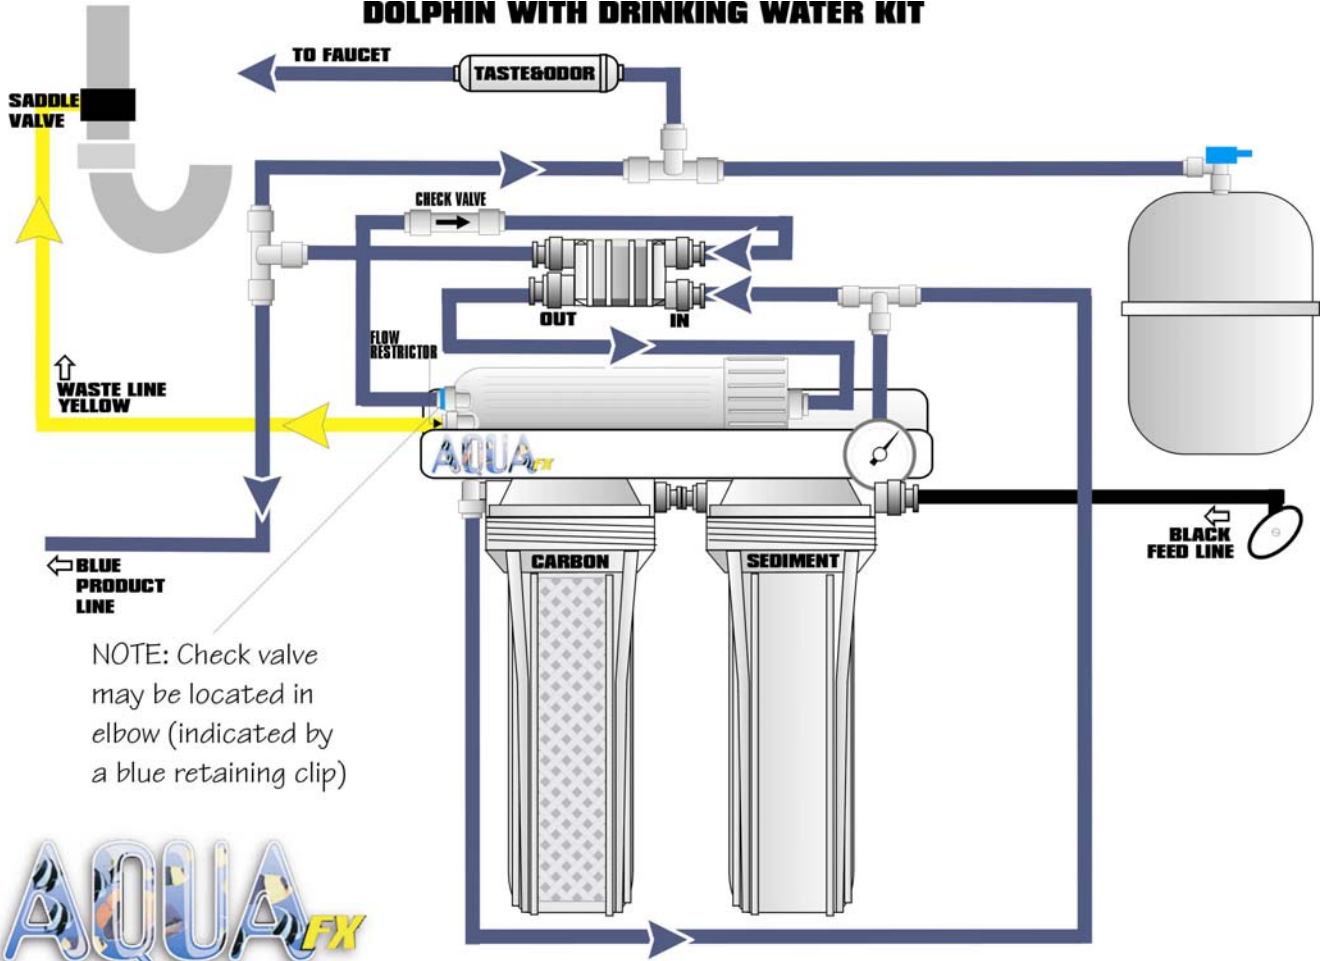 DOLPHIN WITH DRINKING WATER KIT
TO FAUCET
TASTE&ODOR
SADDLE
VALVE
CHECK VALVE
OUT
IN
FLOW
RESTRICTOR
WASTE LINE
YELLOW
AQUA FX
BLACK
FEED LINE
CARBON
SEDIMENT
BLUE
PRODUCT
LINE
NOTE: Check valve
may be located in
elbow (indicated by
a blue retaining clip)
AQUA FX